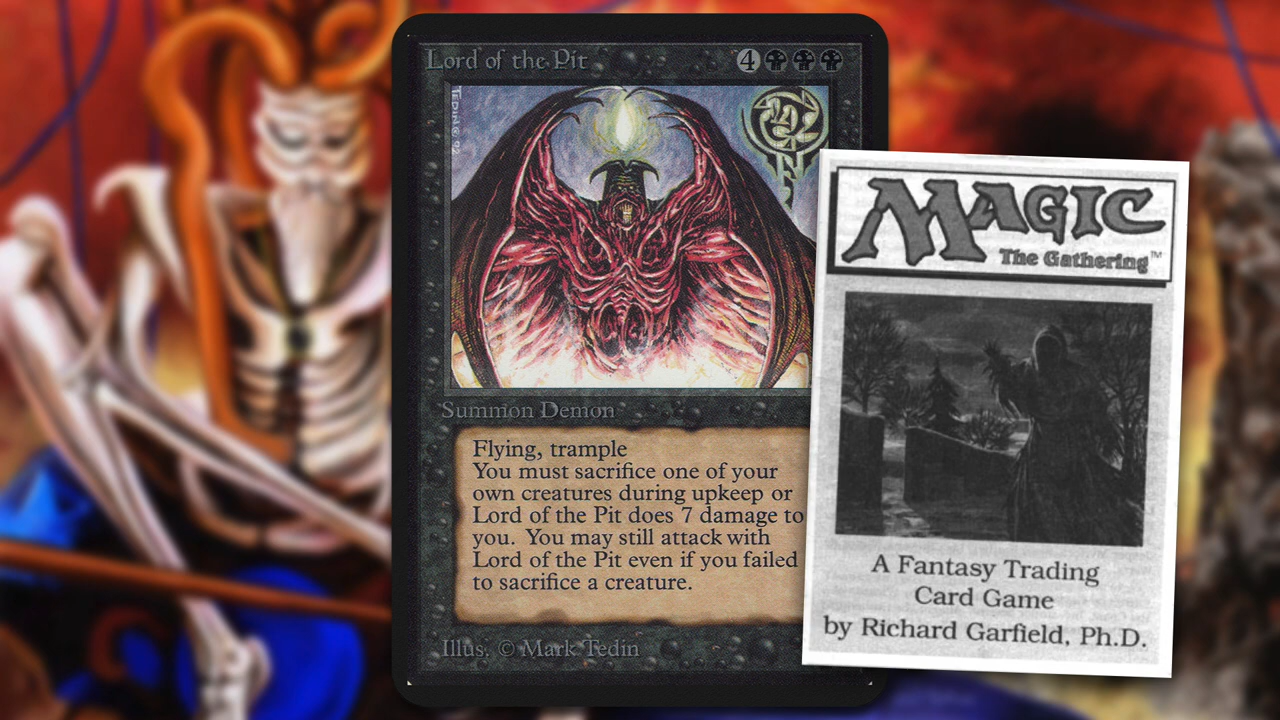 Lord of the Pit 4
TEDIN © 93
Summon Demon
Flying, trample
You must sacrifice one of your
own creatures during upkeep or
Lord of the Pit does 7 damage to
you. You may still attack with
Lord of the Pit even if you failed
to sacrifice a creature.
Illus. © Mark Tedin
MAGIC
The Gathering™
A Fantasy Trading
Card Game
by Richard Garfield, Ph.D.